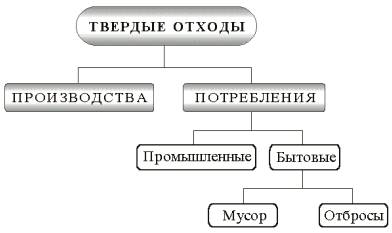 ТВЕРДЫЕ ОТХОДЫ
ПРОИЗВОДСТВА
ПОТРЕБЛЕНИЯ
Промышленные
Бытовые
Мусор
Отбросы